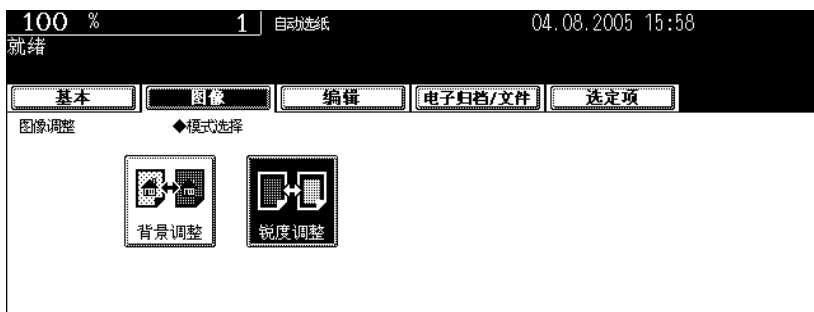 100 % 1 自动选纸 04.08.2005 15:58
就绪
基本 图像 编辑 电子归档/文件 选定项
图像调整 ◆模式选择
背景调整 锐度调整